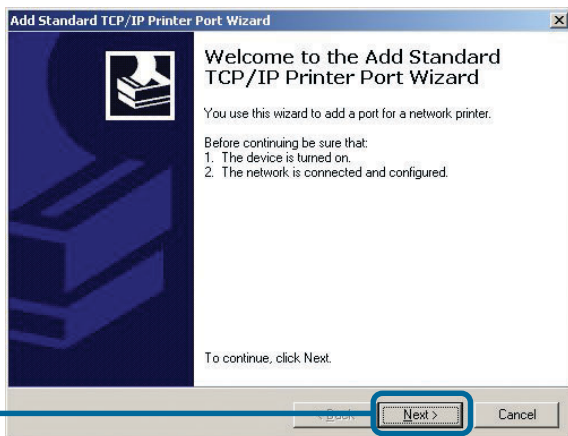 Add Standard TCP/IP Printer Port Wizard
Welcome to the Add Standard
TCP/IP Printer Port Wizard
You use this wizard to add a port for a network printer.
Before continuing be sure that:
1. The device is turned on.
2. The network is connected and configured.
To continue, click Next.
< Back
Next >
Cancel